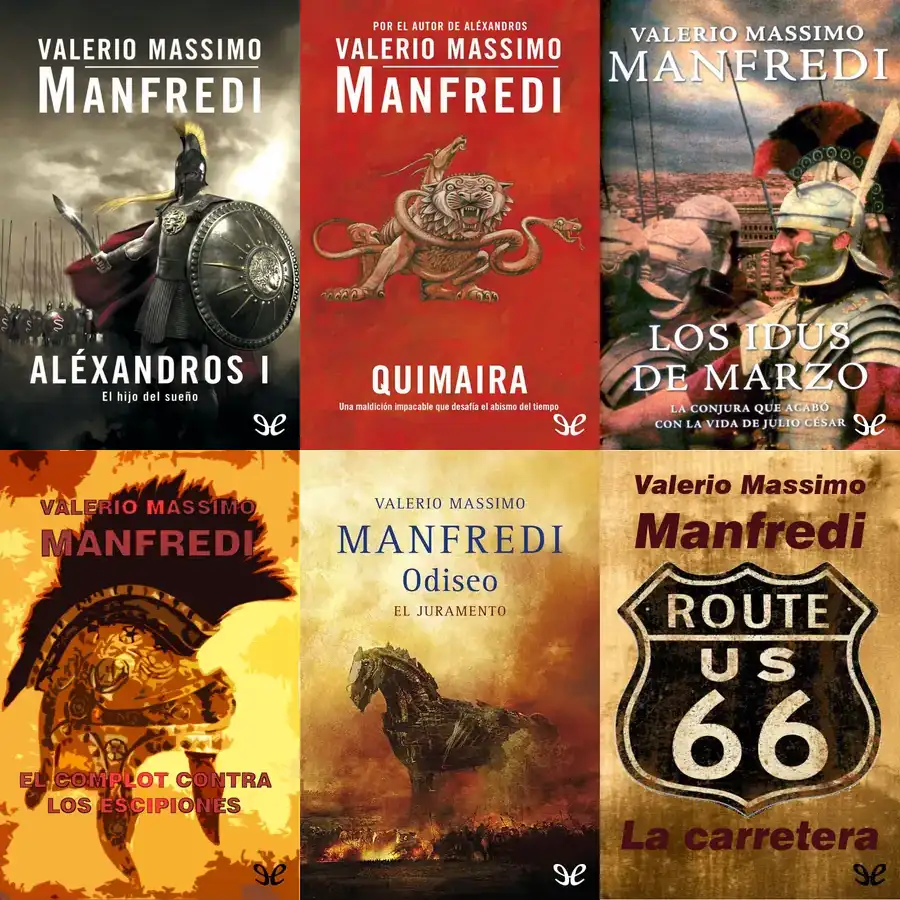 VALERIO MASSIMO
MANFREDI
ALÉXANDROS I
El hijo del sueño
POR EL AUTOR DE ALÉXANDROS
VALERIO MASSIMO
MANFREDI
QUIMAIRA
Una maldición impacable que desafía el abismo del tiempo
VALERIO MASSIMO
MANFREDI
LOS IDUS
DE MARZO
LA CONJURA QUE ACABÓ
CON LA VIDA DE JULIO CÉSAR
VALERIO MASSIMO
MANFREDI
EL COMPLOT CONTRA
LOS ESCIPIONES
VALERIO MASSIMO
MANFREDI
Odiseo
EL JURAMENTO
Valerio Massimo
Manfredi
ROUTE
US
66
La carretera